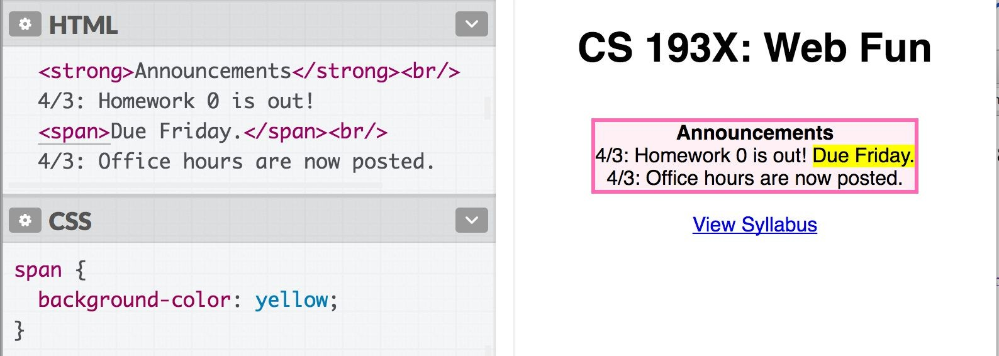 HTML
<strong>Announcements</strong><br/>
4/3: Homework 0 is out!
<span>Due Friday.</span><br/>
4/3: Office hours are now posted.
CSS
span {
background-color: yellow;
}
CS 193X: Web Fun
Announcements
4/3: Homework 0 is out! Due Friday.
4/3: Office hours are now posted.
View Syllabus